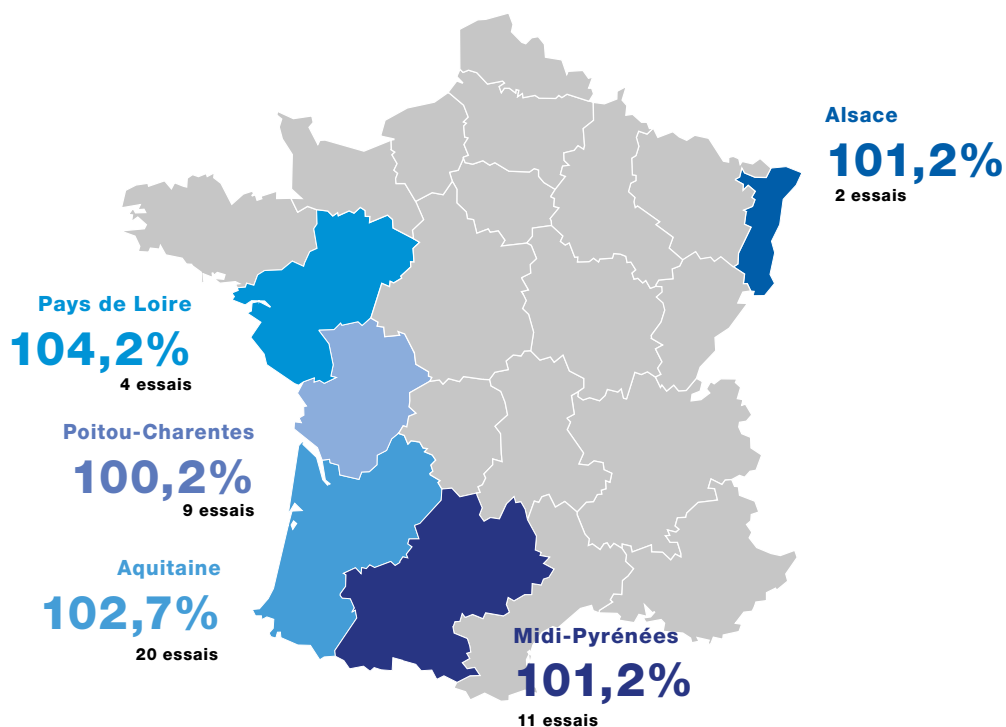 Alsace
101,2%
2 essais
Pays de Loire
104,2%
4 essais
Poitou-Charentes
100,2%
9 essais
Aquitaine
102,7%
20 essais
Midi-Pyrénées
101,2%
11 essais